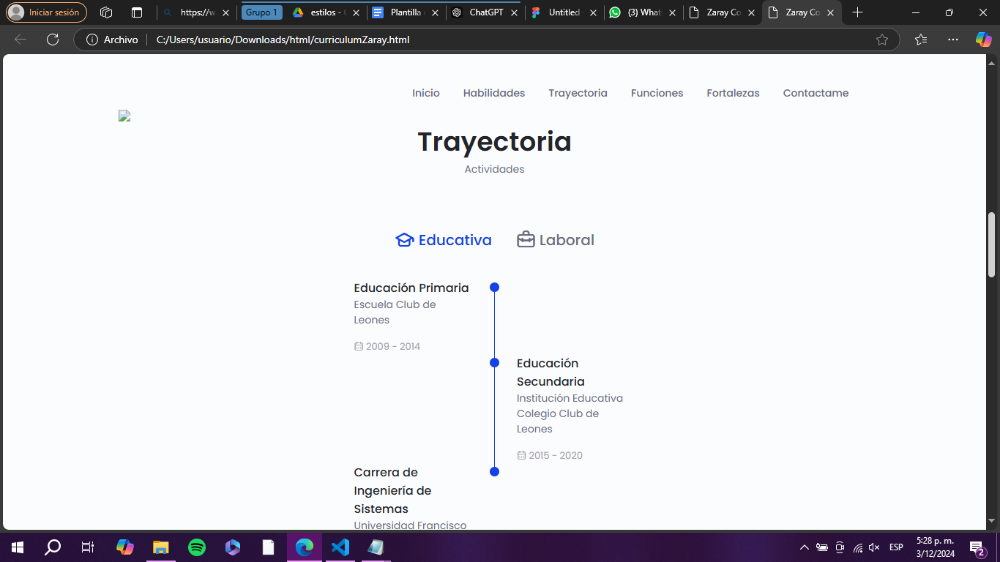 Iniciar sesión
https://w
Grupo 1
estilos - G
Plantilla
ChatGPT
Untitled
(3) What
Zaray Co
Zaray Co
Archivo
C:/Users/usuario/Downloads/html/curriculumZaray.html
Inicio Habilidades Trayectoria Funciones Fortalezas Contactame
Trayectoria
Actividades
Educativa Laboral
Educación Primaria
Escuela Club de
Leones
2009 - 2014
Educación
Secundaria
Institución Educativa
Colegio Club de
Leones
2015 - 2020
Carrera de
Ingeniería de
Sistemas
Universidad Francisco
ESP
5:28 p. m.
3/12/2024
2